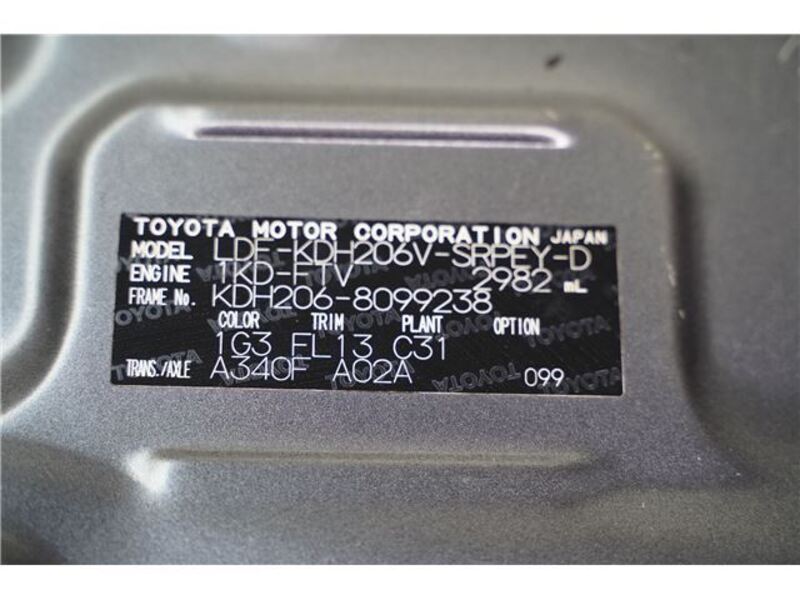 TOYOTA MOTOR CORPORATION JAPAN
MODEL LDF-KDH206V-SRPEY-D
ENGINE 1KD-FTV 2982 mL
FRAME No. KDH206-8099238
COLOR TRIM PLANT OPTION
1G3 FL13 C31
TRANS./AXLE A340F A02A 099